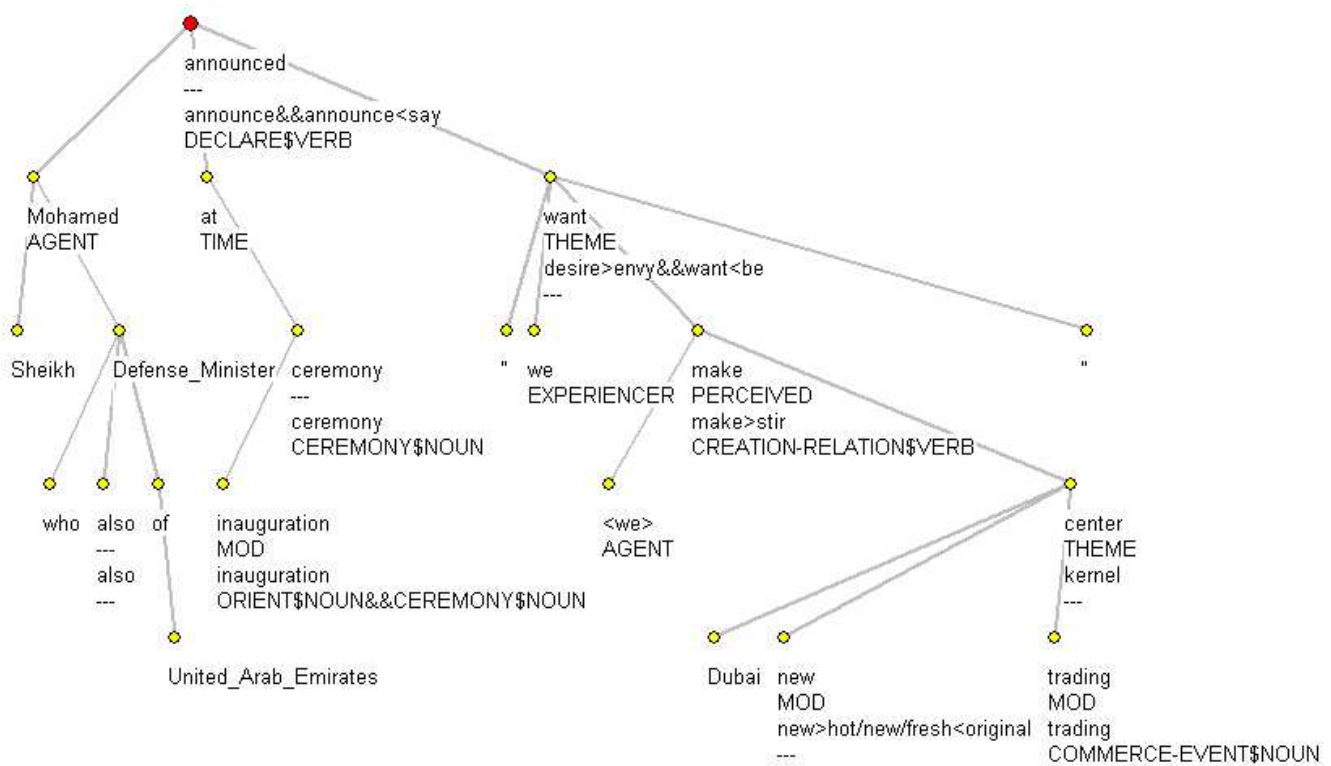 announced
---
announce&&announce<say
DECLARE$VERB
Mohamed
AGENT
at
TIME
want
THEME
desire>envy&&want<be
---
Sheikh
Defense_Minister
ceremony
---
ceremony
CEREMONY$NOUN
"
we
EXPERIENCER
make
PERCEIVED
make>stir
CREATION-RELATION$VERB
"
who
also
---
also
---
of
inauguration
MOD
inauguration
ORIENT$NOUN&&CEREMONY$NOUN
<we>
AGENT
center
THEME
kernel
---
United_Arab_Emirates
Dubai
new
MOD
new>hot/new/fresh<original
---
trading
MOD
trading
COMMERCE-EVENT$NOUN